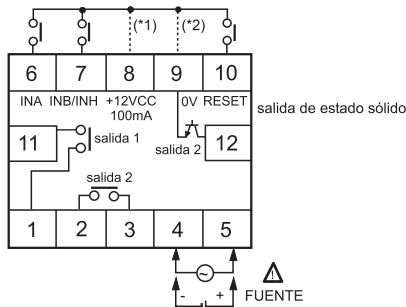 (*1) (*2)
6 7 8 9 10
INA INB/INH +12VCC 0V RESET
100mA
salida de estado sólido
11 salida 1 salida 2 12
salida 2
1 2 3 4 5
~
- +
FUENTE